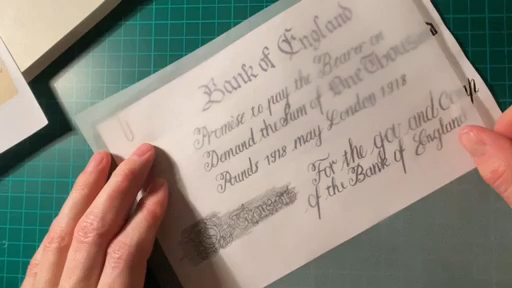 Bank of England
Promise to pay the Bearer on
Demand the Sum of One Thousand
Pounds 1918 may London 1918
For the gov and Co
of the Bank of England